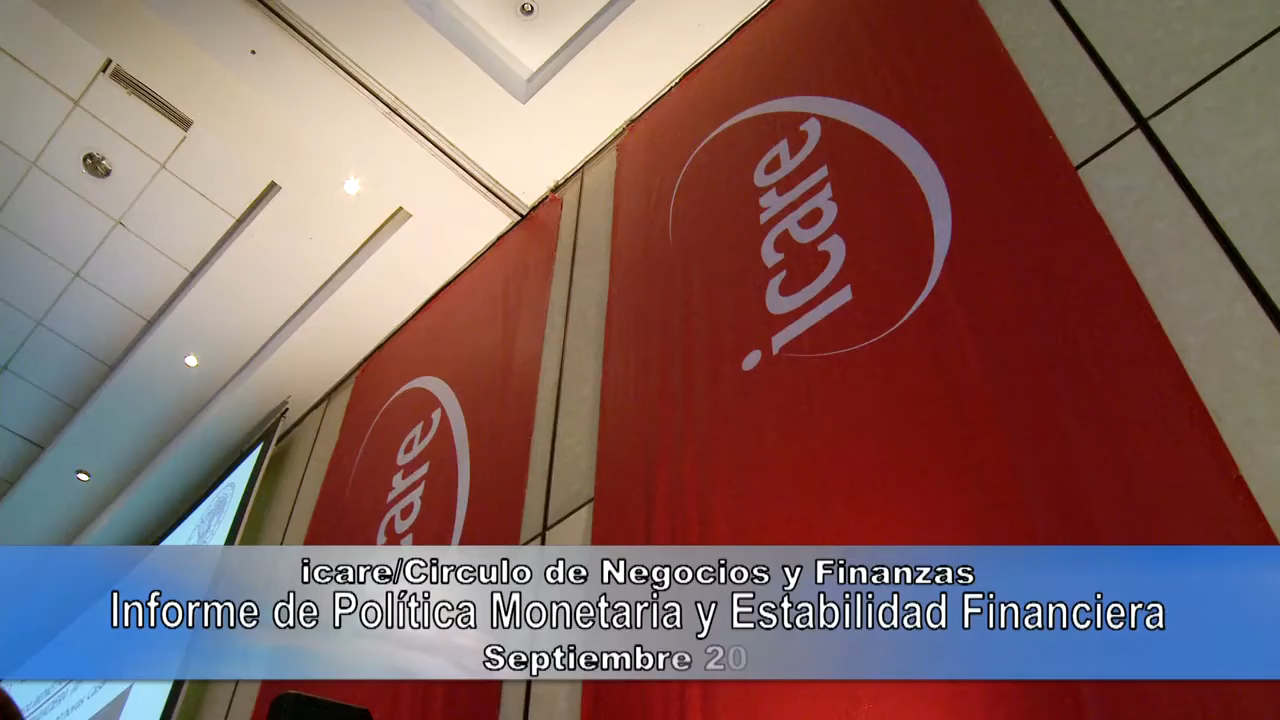 icare
icare
icare/Circulo de Negocios y Finanzas
Informe de Política Monetaria y Estabilidad Financiera
Septiembre 20